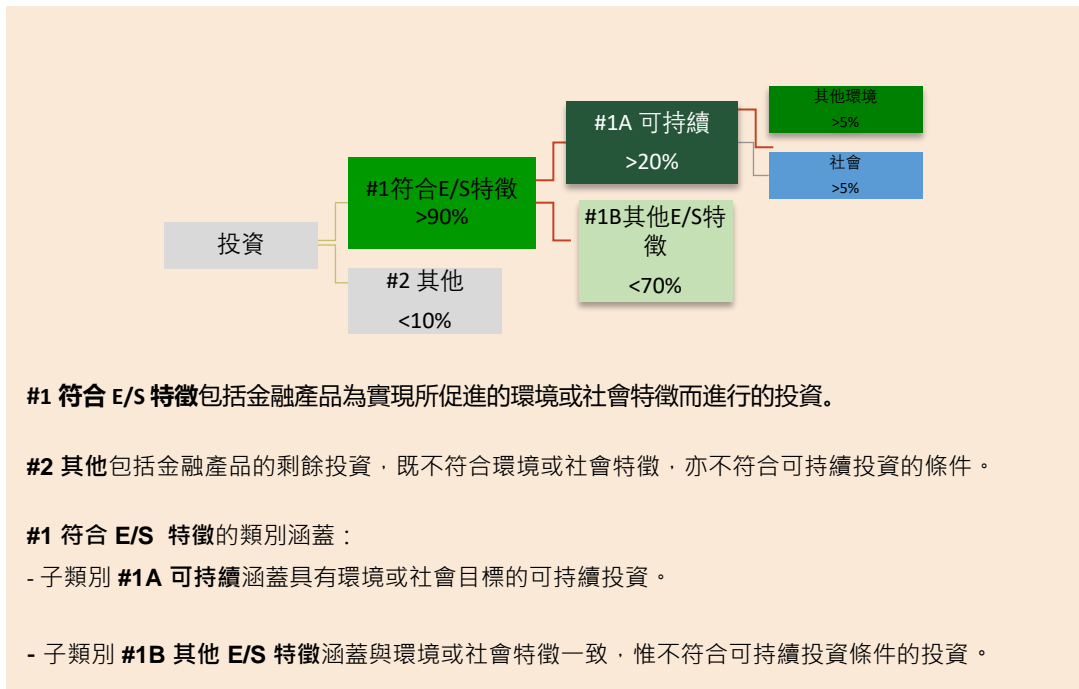 投資
#1符合E/S特徵
>90%
#2 其他
<10%
#1A 可持續
>20%
#1B其他E/S特
徵
<70%
其他環境
>5%
社會
>5%
#1 符合 E/S 特徵包括金融產品為實現所促進的環境或社會特徵而進行的投資。
#2 其他包括金融產品的剩餘投資，既不符合環境或社會特徵，亦不符合可持續投資的條件。
#1 符合 E/S 特徵的類別涵蓋：
- 子類別 #1A 可持續涵蓋具有環境或社會目標的可持續投資。
- 子類別 #1B 其他 E/S 特徵涵蓋與環境或社會特徵一致，惟不符合可持續投資條件的投資。